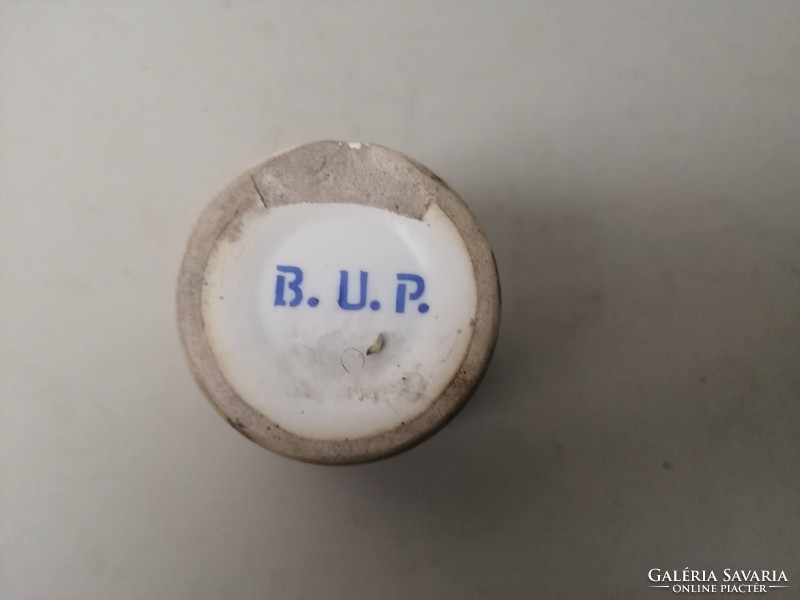 B. U. P.
GALÉRIA SAVARIA
ONLINE PIACTÉR